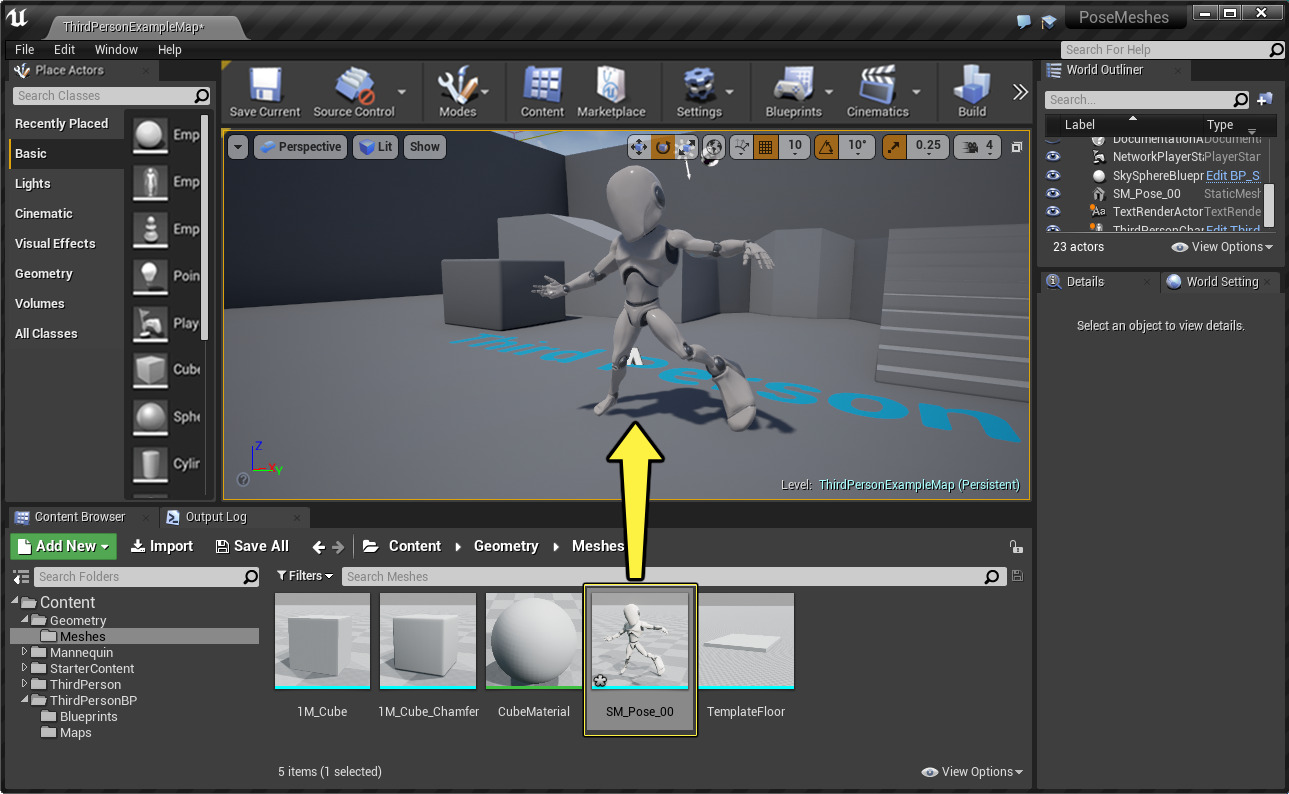 ThirdPersonExampleMap*
PoseMeshes
File Edit Window Help
Search For Help
Place Actors
Search Classes
Recently Placed
Basic
Lights
Cinematic
Visual Effects
Geometry
Volumes
All Classes
Emp
Emp
Emp
Poin
Play
Cube
Sphe
Cylin
Save Current
Source Control
Modes
Content
Marketplace
Settings
Blueprints
Cinematics
Build
Perspective
Lit
Show
10
10°
0.25
4
Third Person
Z
X
Y
Level: ThirdPersonExampleMap (Persistent)
World Outliner
Search...
Label Type
DocumentationA Documenta
NetworkPlayerSta PlayerStar
SkySphereBluepr Edit BP_S
SM_Pose_00 StaticMesh
TextRenderActor TextRende
ThirdPersonChar Edit Third
23 actors
View Options
Details
World Setting
Select an object to view details.
Content Browser
Output Log
Add New
Import
Save All
Content
Geometry
Meshes
Search Folders
Filters
Search Meshes
Content
Geometry
Meshes
Mannequin
StarterContent
ThirdPerson
ThirdPersonBP
Blueprints
Maps
1M_Cube
1M_Cube_Chamfer
CubeMaterial
SM_Pose_00
TemplateFloor
5 items (1 selected)
View Options